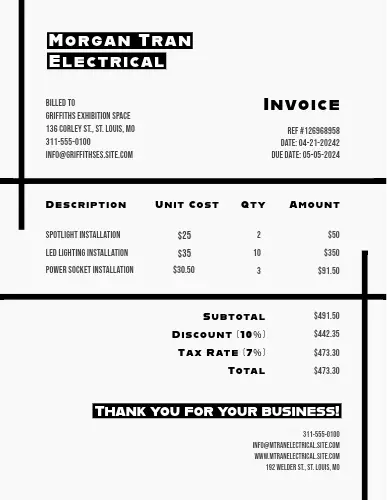 Morgan Tran
Electrical
BILLED TO
GRIFFITHS EXHIBITION SPACE
136 CORLEY ST., ST. LOUIS, MO
311-555-0100
INFO@GRIFFITHSES.SITE.COM
Invoice
REF #126968958
DATE: 04-21-20242
DUE DATE: 05-05-2024
Description Unit Cost Qty Amount
SPOTLIGHT INSTALLATION $25 2 $50
LED LIGHTING INSTALLATION $35 10 $350
POWER SOCKET INSTALLATION $30.50 3 $91.50
Subtotal $491.50
Discount (10%) $442.35
Tax Rate (7%) $473.30
Total $473.30
THANK YOU FOR YOUR BUSINESS!
311-555-0100
INFO@MTRANELECTRICAL.SITE.COM
WWW.MTRANELECTRICAL.SITE.COM
192 WELDER ST., ST. LOUIS, MO